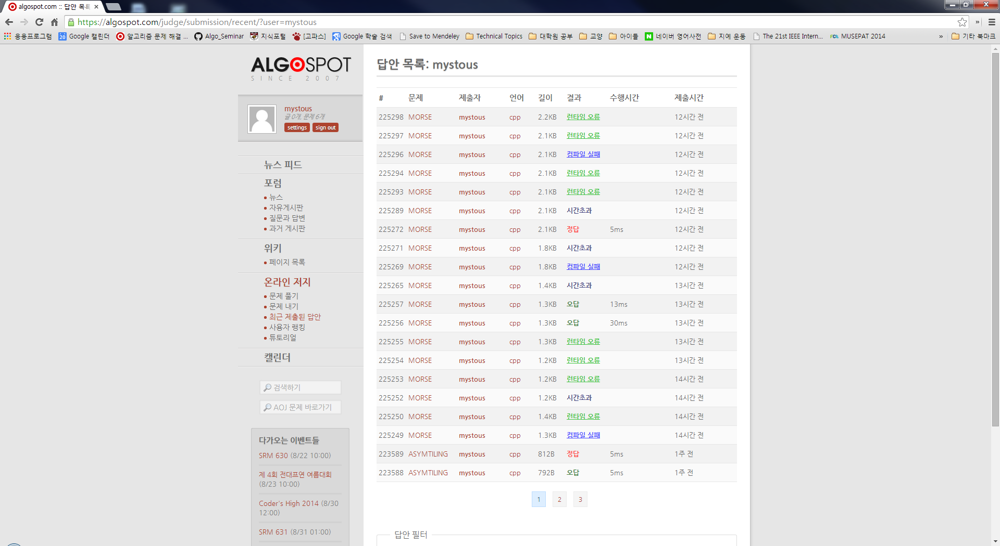 algospot.com :: 답안 목록
https://algospot.com/judge/submission/recent/?user=mystous
응용프로그램 Google 캘린더 알고리즘 문제 해결 ... Algo_Seminar 지식포털 [고파스] Google 학술 검색 Save to Mendeley Technical Topics 대학원 공부 교양 아이들 네이버 영어사전 지예 운동 The 21st IEEE Intern... MUSEPAT 2014 » 기타 북마크
ALGOSPOT
SINCE 2007
mystous
글 0개, 문제 6개
settings sign out
뉴스 피드
포럼
뉴스
자유게시판
질문과 답변
과거 게시판
위키
페이지 목록
온라인 저지
문제 풀기
문제 내기
최근 제출된 답안
사용자 랭킹
튜토리얼
캘린더
검색하기
AOJ 문제 바로가기
다가오는 이벤트들
SRM 630 (8/22 10:00)
제 4회 전대프연 여름대회
(8/23 10:00)
Coder's High 2014 (8/30
12:00)
SRM 631 (8/31 01:00)
답안 목록: mystous
# 문제 제출자 언어 길이 결과 수행시간 제출시간
225298 MORSE mystous cpp 2.2KB 런타임 오류 12시간 전
225297 MORSE mystous cpp 2.1KB 런타임 오류 12시간 전
225296 MORSE mystous cpp 2.1KB 컴파일 실패 12시간 전
225294 MORSE mystous cpp 2.1KB 런타임 오류 12시간 전
225293 MORSE mystous cpp 2.1KB 런타임 오류 12시간 전
225289 MORSE mystous cpp 2.1KB 시간초과 12시간 전
225272 MORSE mystous cpp 2.1KB 정답 5ms 12시간 전
225271 MORSE mystous cpp 1.8KB 시간초과 12시간 전
225269 MORSE mystous cpp 1.8KB 컴파일 실패 12시간 전
225265 MORSE mystous cpp 1.4KB 시간초과 13시간 전
225257 MORSE mystous cpp 1.3KB 오답 13ms 13시간 전
225256 MORSE mystous cpp 1.3KB 오답 30ms 13시간 전
225255 MORSE mystous cpp 1.3KB 런타임 오류 13시간 전
225254 MORSE mystous cpp 1.2KB 런타임 오류 13시간 전
225253 MORSE mystous cpp 1.2KB 런타임 오류 14시간 전
225252 MORSE mystous cpp 1.2KB 시간초과 14시간 전
225250 MORSE mystous cpp 1.4KB 런타임 오류 14시간 전
225249 MORSE mystous cpp 1.3KB 컴파일 실패 14시간 전
223589 ASYMTILING mystous cpp 812B 정답 5ms 1주 전
223588 ASYMTILING mystous cpp 792B 오답 5ms 1주 전
1 2 3
답안 필터